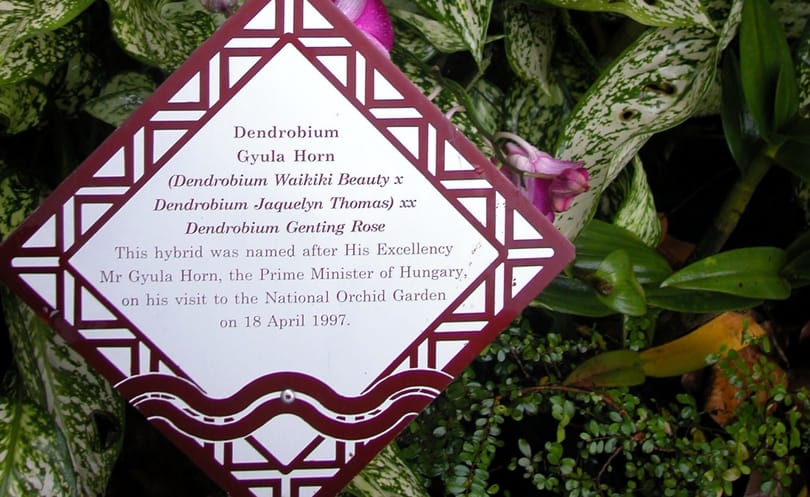 Dendrobium
Gyula Horn
(Dendrobium Waikiki Beauty x
Dendrobium Jaquelyn Thomas) xx
Dendrobium Genting Rose
This hybrid was named after His Excellency
Mr Gyula Horn, the Prime Minister of Hungary,
on his visit to the National Orchid Garden
on 18 April 1997.